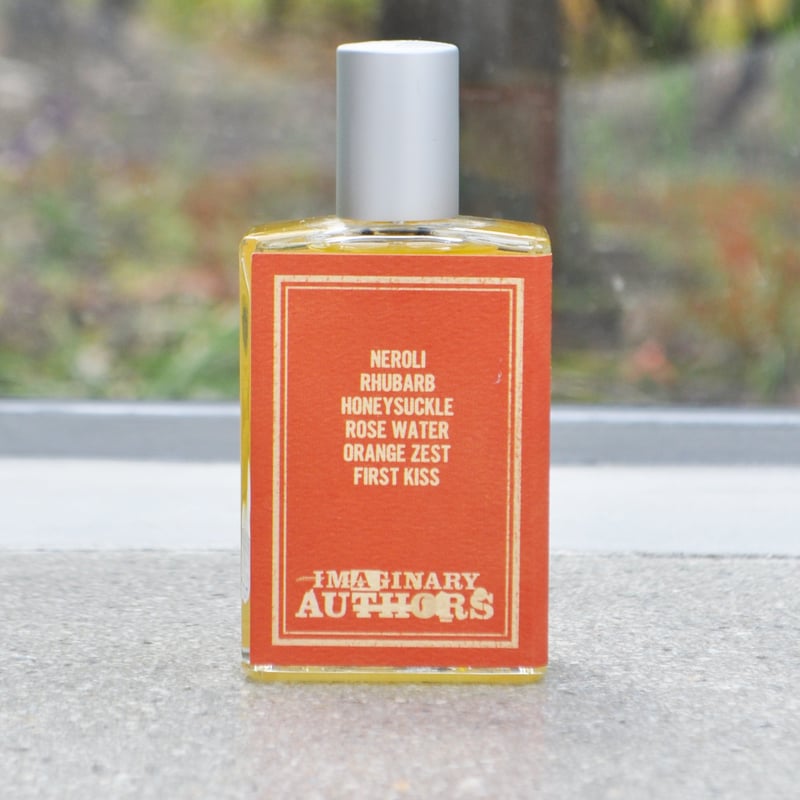 NEROLI
RHUBARB
HONEYSUCKLE
ROSE WATER
ORANGE ZEST
FIRST KISS
IMAGINARY
AUTHORS